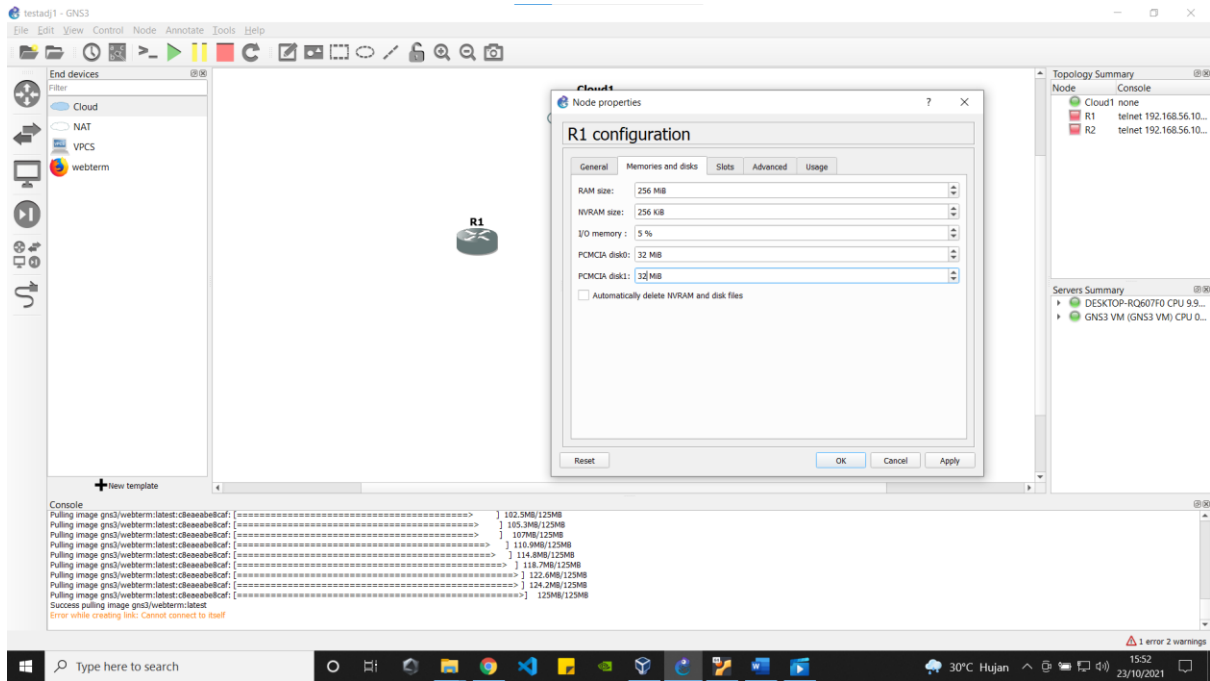 testadj1 - GNS3
File Edit View Control Node Annotate Tools Help
End devices
Filter
Cloud
NAT
VPCS
webterm
New template
Cloud1
R1
Node properties
?
R1 configuration
General Memories and disks Slots Advanced Usage
RAM size: 256 MiB
NVRAM size: 256 KiB
I/O memory : 5 %
PCMCIA disk0: 32 MiB
PCMCIA disk1: 32 MiB
Automatically delete NVRAM and disk files
Reset OK Cancel Apply
Topology Summary
Node Console
Cloud1 none
R1 telnet 192.168.56.10...
R2 telnet 192.168.56.10...
Servers Summary
DESKTOP-RQ607F0 CPU 9.9...
GNS3 VM (GNS3 VM) CPU 0...
Console
Pulling image gns3/webterm:latest:c8eaeabe8caf: [============================================> ] 102.5MB/125MB
Pulling image gns3/webterm:latest:c8eaeabe8caf: [=============================================> ] 105.3MB/125MB
Pulling image gns3/webterm:latest:c8eaeabe8caf: [=============================================> ] 107MB/125MB
Pulling image gns3/webterm:latest:c8eaeabe8caf: [===============================================> ] 110.9MB/125MB
Pulling image gns3/webterm:latest:c8eaeabe8caf: [================================================> ] 114.8MB/125MB
Pulling image gns3/webterm:latest:c8eaeabe8caf: [==================================================> ] 118.7MB/125MB
Pulling image gns3/webterm:latest:c8eaeabe8caf: [====================================================> ] 122.6MB/125MB
Pulling image gns3/webterm:latest:c8eaeabe8caf: [====================================================> ] 124.2MB/125MB
Pulling image gns3/webterm:latest:c8eaeabe8caf: [=====================================================>] 125MB/125MB
Success pulling image gns3/webterm:latest
Error while creating link: Cannot connect to itself
1 error 2 warnings
Type here to search
30°C Hujan
15:52
23/10/2021